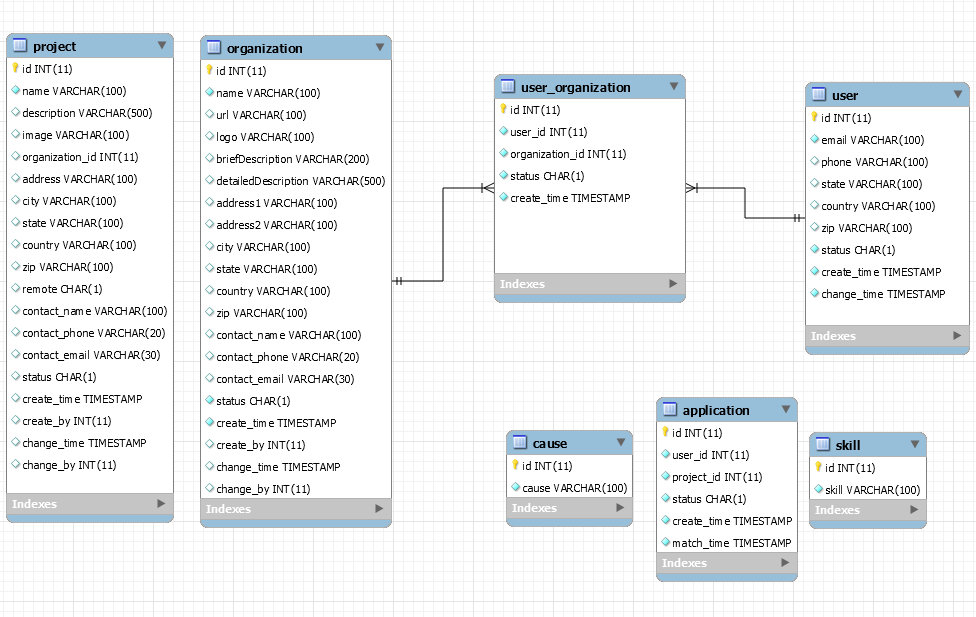 project
id INT(11)
name VARCHAR(100)
description VARCHAR(500)
image VARCHAR(100)
organization_id INT(11)
address VARCHAR(100)
city VARCHAR(100)
state VARCHAR(100)
country VARCHAR(100)
zip VARCHAR(100)
remote CHAR(1)
contact_name VARCHAR(100)
contact_phone VARCHAR(20)
contact_email VARCHAR(30)
status CHAR(1)
create_time TIMESTAMP
create_by INT(11)
change_time TIMESTAMP
change_by INT(11)
Indexes
organization
id INT(11)
name VARCHAR(100)
url VARCHAR(100)
logo VARCHAR(100)
briefDescription VARCHAR(200)
detailedDescription VARCHAR(500)
address1 VARCHAR(100)
address2 VARCHAR(100)
city VARCHAR(100)
state VARCHAR(100)
country VARCHAR(100)
zip VARCHAR(100)
contact_name VARCHAR(100)
contact_phone VARCHAR(20)
contact_email VARCHAR(30)
status CHAR(1)
create_time TIMESTAMP
create_by INT(11)
change_time TIMESTAMP
change_by INT(11)
Indexes
user_organization
id INT(11)
user_id INT(11)
organization_id INT(11)
status CHAR(1)
create_time TIMESTAMP
Indexes
user
id INT(11)
email VARCHAR(100)
phone VARCHAR(100)
state VARCHAR(100)
country VARCHAR(100)
zip VARCHAR(100)
status CHAR(1)
create_time TIMESTAMP
change_time TIMESTAMP
Indexes
cause
id INT(11)
cause VARCHAR(100)
Indexes
application
id INT(11)
user_id INT(11)
project_id INT(11)
status CHAR(1)
create_time TIMESTAMP
match_time TIMESTAMP
Indexes
skill
id INT(11)
skill VARCHAR(100)
Indexes